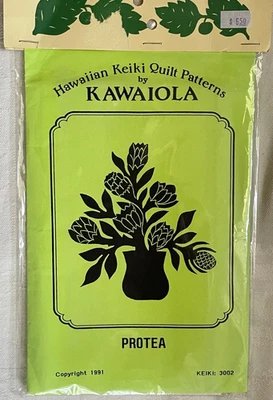 $ 6.50
Hawaiian Keiki Quilt Patterns
by
KAWAIOLA
PROTEA
Copyright 1991 KEIKI: 3002